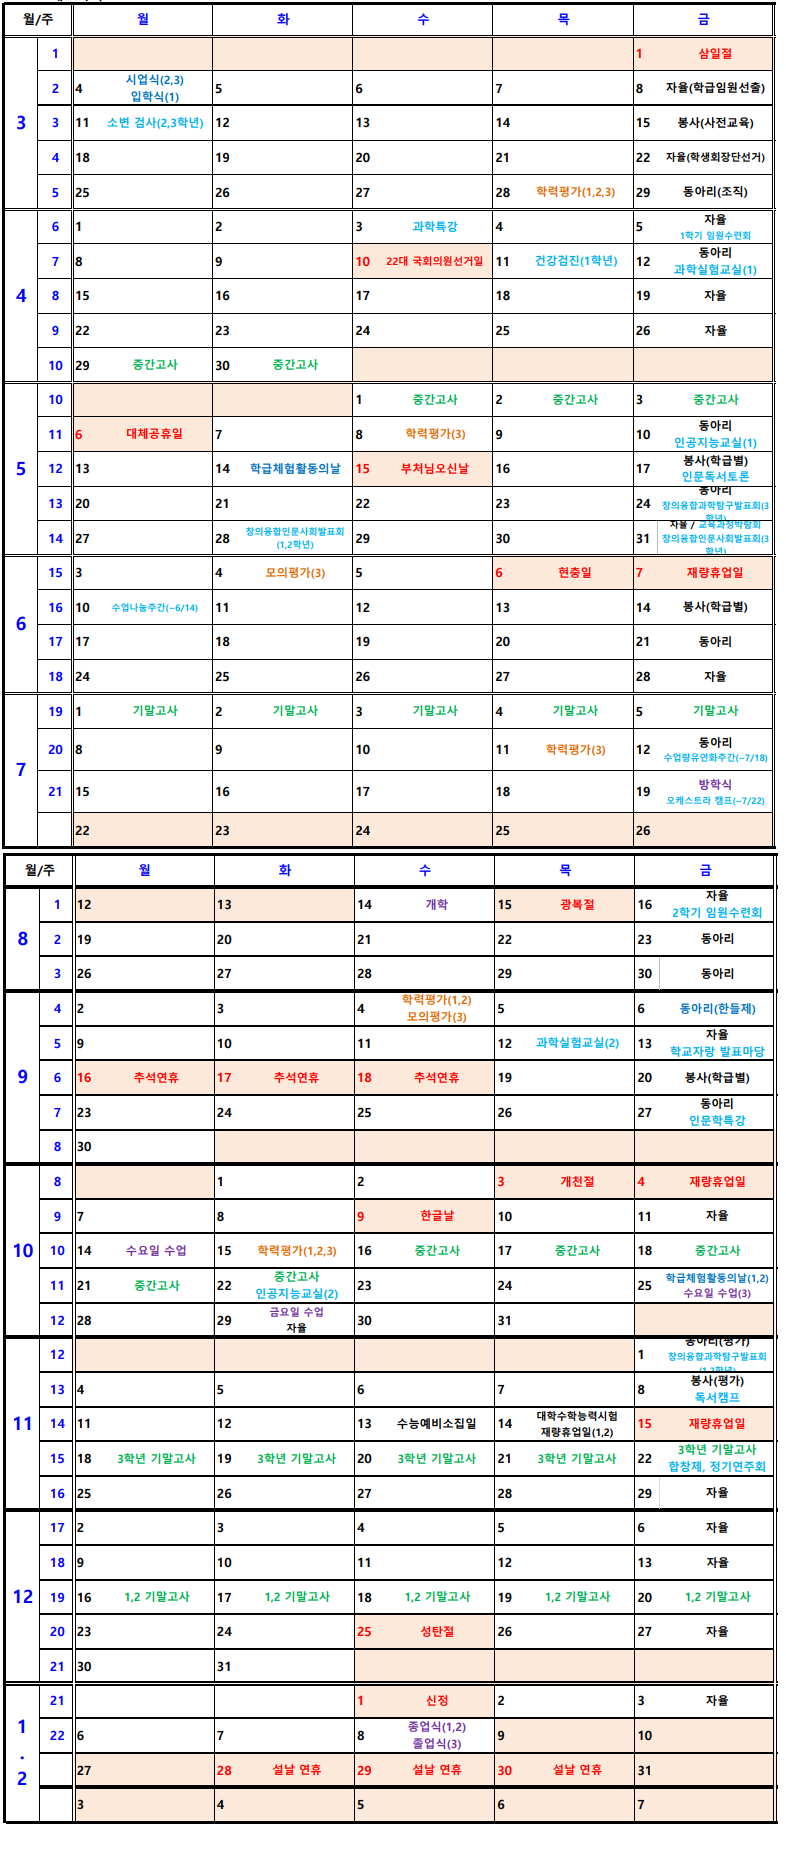 월/주 월 화 수 목 금
3
1 1 삼일절
2 4 시업식(2,3) 5 6 7 8 자율(학급임원선출)
입학식(1)
3 11 소변 검사(2,3학년) 12 13 14 15 봉사(사전교육)
4 18 19 20 21 22 자율(학생회장단선거)
5 25 26 27 28 학력평가(1,2,3) 29 동아리(조직)
4
6 1 2 3 과학특강 4 5 자율
1학기 임원수련회
7 8 9 10 22대 국회의원선거일 11 건강검진(1학년) 12 동아리
과학실험교실(1)
8 15 16 17 18 19 자율
9 22 23 24 25 26 자율
10 29 중간고사 30 중간고사
5
10 1 중간고사 2 중간고사 3 중간고사
11 6 대체공휴일 7 8 학력평가(3) 9 10 동아리
인공지능교실(1)
12 13 14 학급체험활동의날 15 부처님오신날 16 17 봉사(학급별)
인문독서토론
13 20 21 22 23 24 동아리
창의융합과학탐구발표회(3
학년)
14 27 28 창의융합인문사회발표회 29 30 31 자율 / 교육과정박람회
(1,2학년) 창의융합인문사회발표회(3
학년)
6
15 3 4 모의평가(3) 5 6 현충일 7 재량휴업일
16 10 수업나눔주간(~6/14) 11 12 13 14 봉사(학급별)
17 17 18 19 20 21 동아리
18 24 25 26 27 28 자율
7
19 1 기말고사 2 기말고사 3 기말고사 4 기말고사 5 기말고사
20 8 9 10 11 학력평가(3) 12 동아리
수업량유연화주간(~7/18)
21 15 16 17 18 19 방학식
오케스트라 캠프(~7/22)
22 23 24 25 26
월/주 월 화 수 목 금
8
1 12 13 14 개학 15 광복절 16 자율
2학기 임원수련회
2 19 20 21 22 23 동아리
3 26 27 28 29 30 동아리
9
4 2 3 4 학력평가(1,2) 5 6 동아리(한들제)
모의평가(3)
5 9 10 11 12 과학실험교실(2) 13 자율
학교자랑 발표마당
6 16 추석연휴 17 추석연휴 18 추석연휴 19 20 봉사(학급별)
7 23 24 25 26 27 동아리
인문학특강
8 30
10
8 1 2 3 개천절 4 재량휴업일
9 7 8 9 한글날 10 11 자율
10 14 수요일 수업 15 학력평가(1,2,3) 16 중간고사 17 중간고사 18 중간고사
11 21 중간고사 22 중간고사 23 24 25 학급체험활동의날(1,2)
인공지능교실(2) 수요일 수업(3)
12 28 29 금요일 수업 30 31
자율
11
12 1 동아리(평가)
창의융합과학탐구발표회
(1,2학년)
13 4 5 6 7 8 봉사(평가)
독서캠프
14 11 12 13 수능예비소집일 14 대학수학능력시험 15 재량휴업일
재량휴업일(1,2)
15 18 3학년 기말고사 19 3학년 기말고사 20 3학년 기말고사 21 3학년 기말고사 22 3학년 기말고사
합창제, 정기연주회
16 25 26 27 28 29 자율
12
17 2 3 4 5 6 자율
18 9 10 11 12 13 자율
19 16 1,2 기말고사 17 1,2 기말고사 18 1,2 기말고사 19 1,2 기말고사 20 1,2 기말고사
20 23 24 25 성탄절 26 27 자율
21 30 31
1
·
2
21 1 신정 2 3 자율
22 6 7 8 종업식(1,2) 9 10
졸업식(3)
27 28 설날 연휴 29 설날 연휴 30 설날 연휴 31
3 4 5 6 7